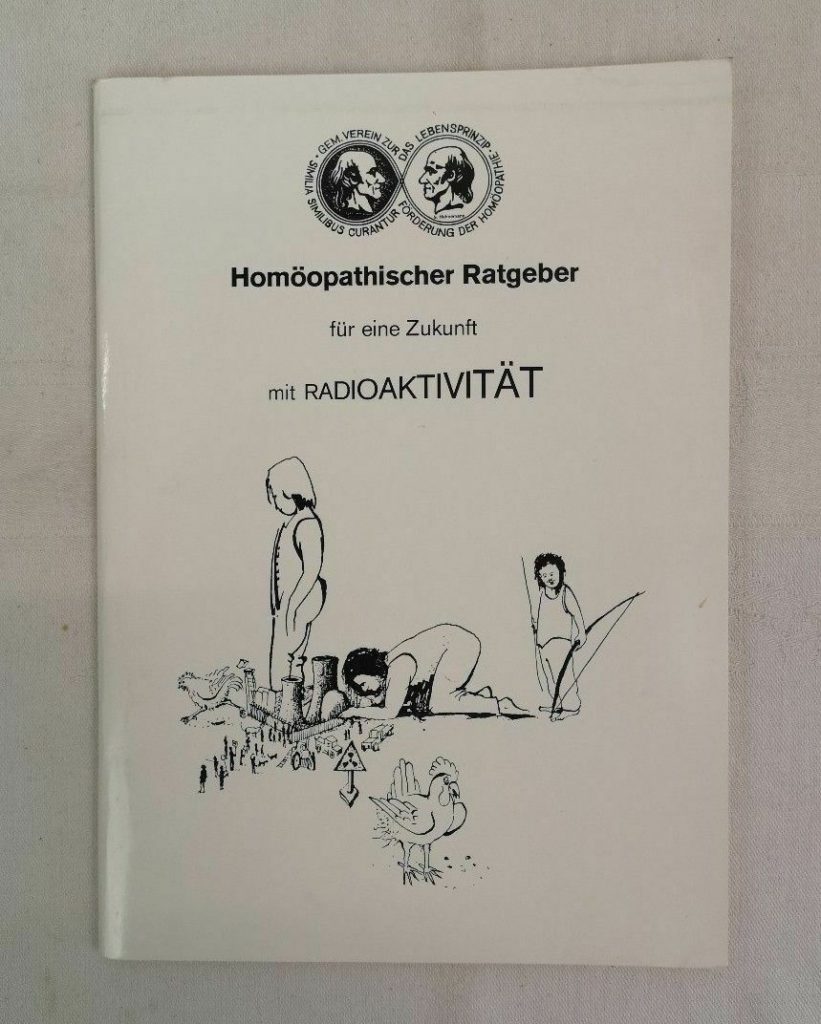 · GEM. VEREIN ZUR
FÖRDERUNG DER HOMÖOPATHIE ·
DAS LEBENSPRINZIP
SIMILIA SIMILIBUS CURANTUR
Homöopathischer Ratgeber
für eine Zukunft
mit RADIOAKTIVITÄT